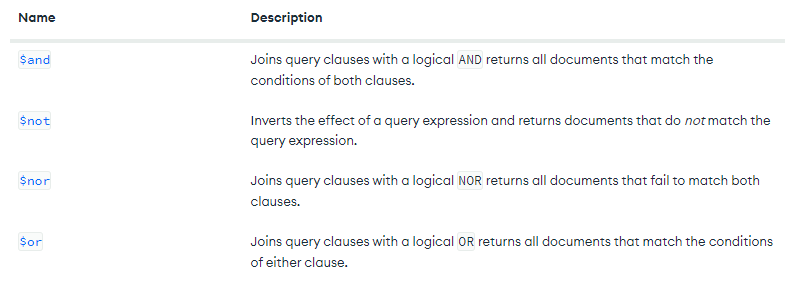 Name Description
$and Joins query clauses with a logical AND returns all documents that match the
conditions of both clauses.
$not Inverts the effect of a query expression and returns documents that do not match the
query expression.
$nor Joins query clauses with a logical NOR returns all documents that fail to match both
clauses.
$or Joins query clauses with a logical OR returns all documents that match the conditions
of either clause.